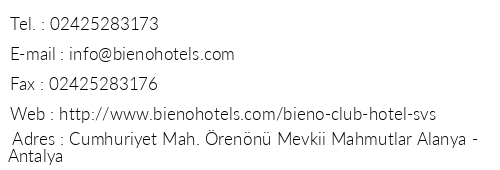 Tel. : 02425283173
E-mail : info@bienohotels.com
Fax : 02425283176
Web : http://www.bienohotels.com/bieno-club-hotel-svs
Adres : Cumhuriyet Mah. Örenönü Mevkii Mahmutlar Alanya -
Antalya